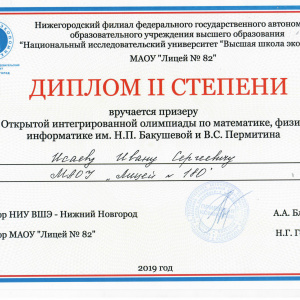 Нижегородский филиал федерального государственного автоном
образовательного учреждения высшего образования
"Национальный исследовательский университет "Высшая школа эко
МАОУ "Лицей № 82"
ДИПЛОМ II СТЕПЕНИ
вручается призеру
Открытой интегрированной олимпиады по математике, физи
информатике им. Н.П. Бакушевой и В.С. Пермитина
Исаеву Ивану Сергеевичу
МАОУ "Лицей № 180"
ор НИУ ВШЭ - Нижний Новгород
А.А. Бл
ор МАОУ "Лицей № 82"
Н.Г. Г
2019 год